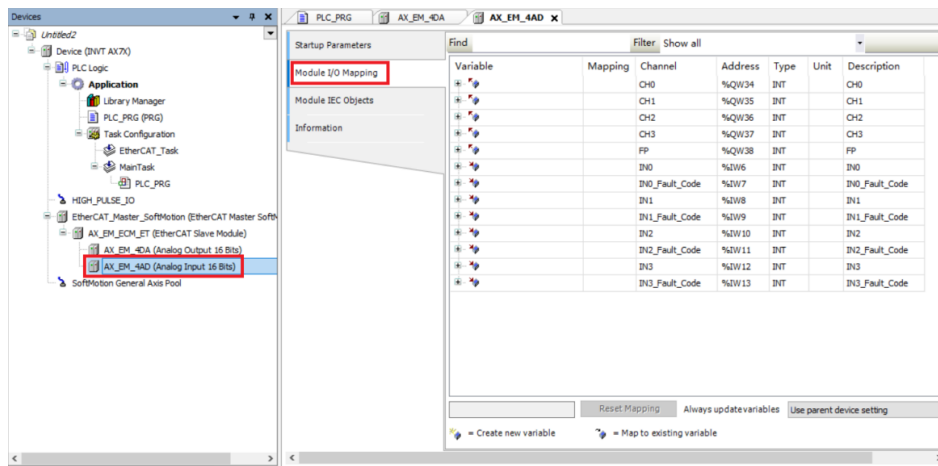 Devices
Untitled2
Device (INVT AX7X)
PLC Logic
Application
Library Manager
PLC_PRG (PRG)
Task Configuration
EtherCAT_Task
MainTask
PLC_PRG
HIGH_PULSE_IO
EtherCAT_Master_SoftMotion (EtherCAT Master Soft
AX_EM_ECM_ET (EtherCAT Slave Module)
AX_EM_4DA (Analog Output 16 Bits)
AX_EM_4AD (Analog Input 16 Bits)
SoftMotion General Axis Pool
PLC_PRG AX_EM_4DA AX_EM_4AD
Startup Parameters
Module I/O Mapping
Module IEC Objects
Information
Find Filter Show all
Variable Mapping Channel Address Type Unit Description
CH0 %QW34 INT CH0
CH1 %QW35 INT CH1
CH2 %QW36 INT CH2
CH3 %QW37 INT CH3
FP %QW38 INT FP
IN0 %IW6 INT IN0
IN0_Fault_Code %IW7 INT IN0_Fault_Code
IN1 %IW8 INT IN1
IN1_Fault_Code %IW9 INT IN1_Fault_Code
IN2 %IW10 INT IN2
IN2_Fault_Code %IW11 INT IN2_Fault_Code
IN3 %IW12 INT IN3
IN3_Fault_Code %IW13 INT IN3_Fault_Code
Reset Mapping Always update variables Use parent device setting
= Create new variable = Map to existing variable